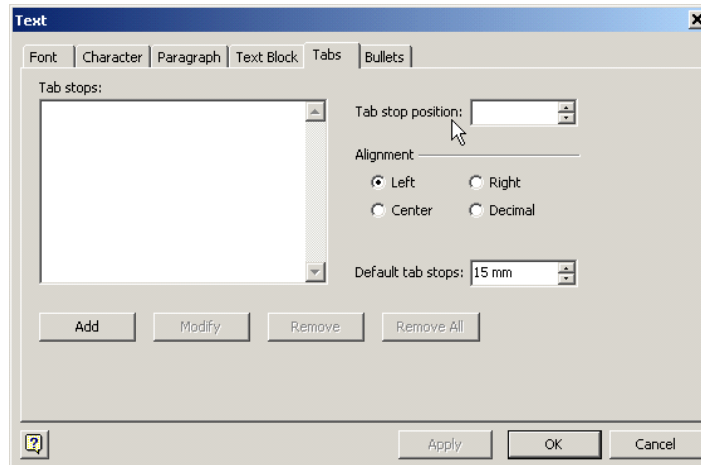 Text
Font Character Paragraph Text Block Tabs Bullets
Tab stops:
Tab stop position:
Alignment
Left Right
Center Decimal
Default tab stops: 15 mm
Add Modify Remove Remove All
Apply OK Cancel